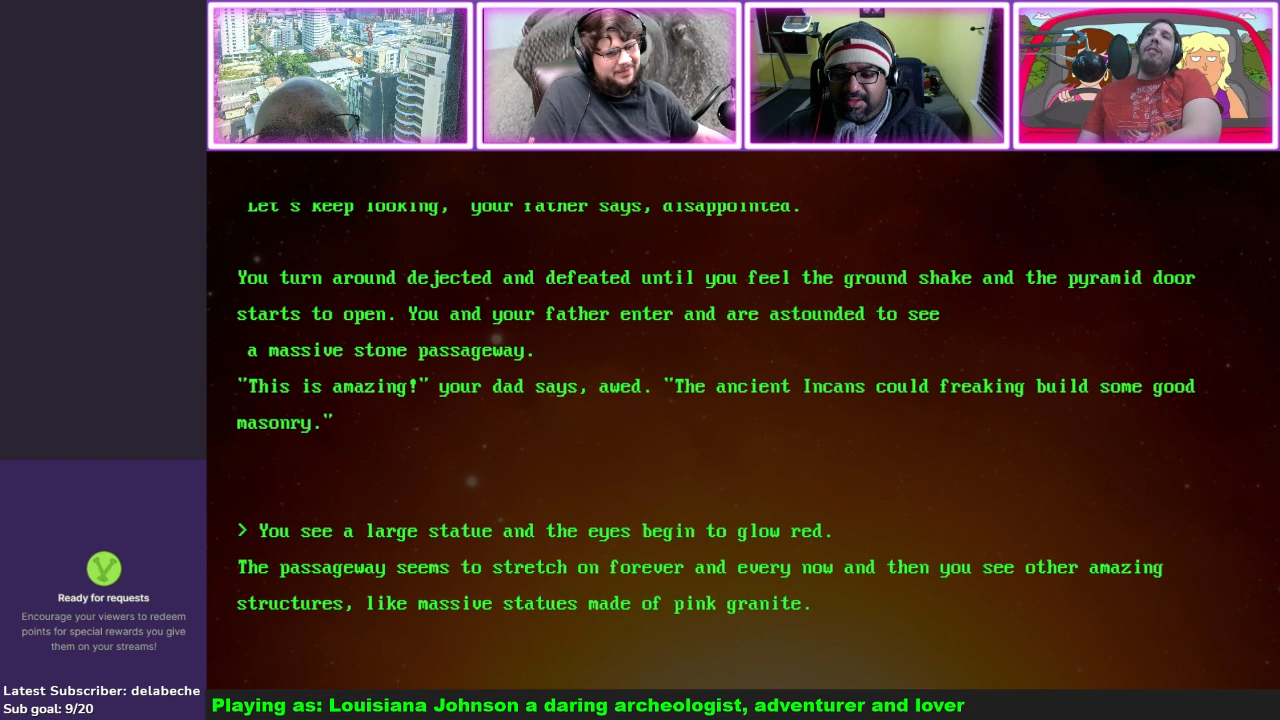 "Let's keep looking," your father says, disappointed.
You turn around dejected and defeated until you feel the ground shake and the pyramid door
starts to open. You and your father enter and are astounded to see
a massive stone passageway.
"This is amazing!" your dad says, awed. "The ancient Incans could freaking build some good
masonry."
> You see a large statue and the eyes begin to glow red.
The passageway seems to stretch on forever and every now and then you see other amazing
structures, like massive statues made of pink granite.
Ready for requests
Encourage your viewers to redeem
points for special rewards you give
them on your streams!
Latest Subscriber: delabeche
Sub goal: 9/20
Playing as: Louisiana Johnson a daring archeologist, adventurer and lover